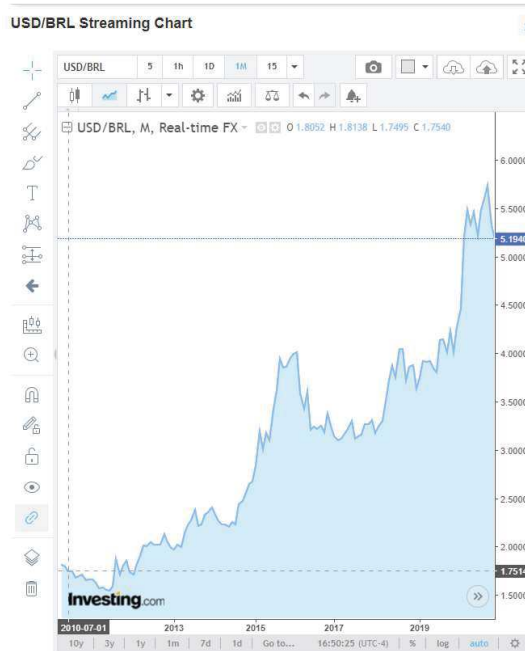 USD/BRL Streaming Chart
USD/BRL 5 1h 1D 1M 15
USD/BRL, M, Real-time FX O 1.8052 H 1.8138 L 1.7495 C 1.7540
6.0000
5.5000
5.1940
5.0000
4.5000
4.0000
3.5000
3.0000
2.5000
2.0000
1.7514
1.5000
Investing.com
2010-07-01 2013 2015 2017 2019
10y 3y 1y 1m 7d 1d Go to... 16:50:25 (UTC-4) % log auto